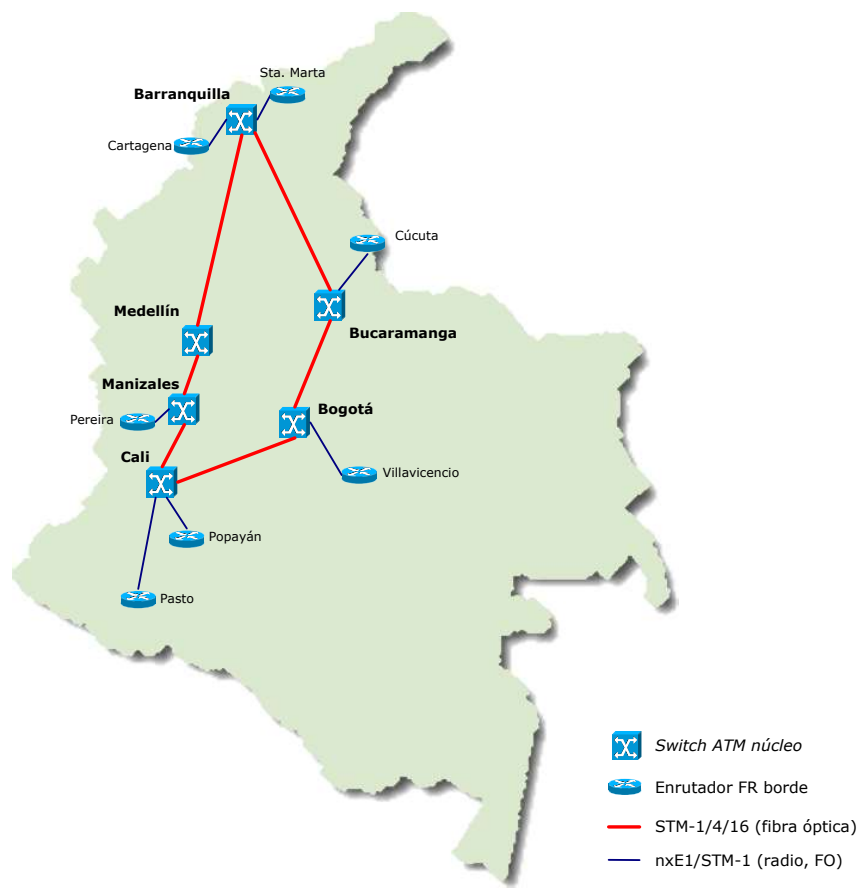 Sta. Marta
Barranquilla
Cartagena
Cúcuta
Medellín
Bucaramanga
Manizales
Pereira
Bogotá
Cali
Villavicencio
Popayán
Pasto
Switch ATM núcleo
Enrutador FR borde
STM-1/4/16 (fibra óptica)
nxE1/STM-1 (radio, FO)